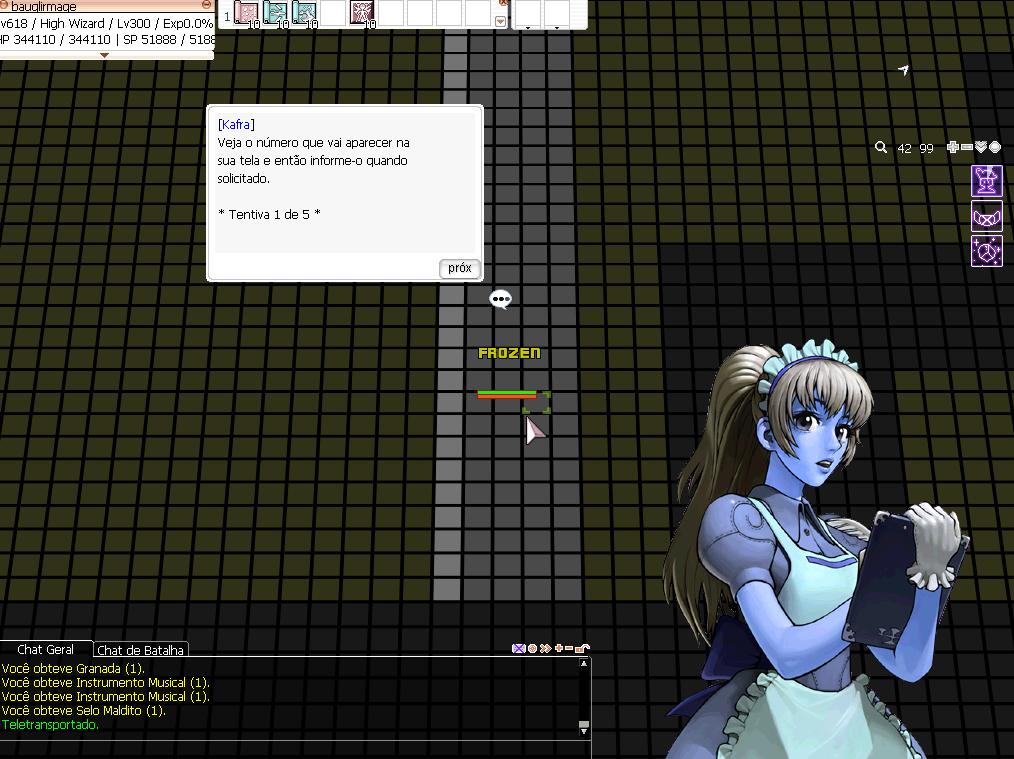 bauglirmage
v618 / High Wizard / Lv300 / Exp0.0%
HP 344110 / 344110 | SP 51888 / 5188
1
10 10 10 10
[Kafra]
Veja o número que vai aparecer na
sua tela e então informe-o quando
solicitado.
* Tentiva 1 de 5 *
próx
42 99
FROZEN
Chat Geral
Chat de Batalha
Você obteve Granada (1).
Você obteve Instrumento Musical (1).
Você obteve Instrumento Musical (1).
Você obteve Selo Maldito (1).
Teletransportado.